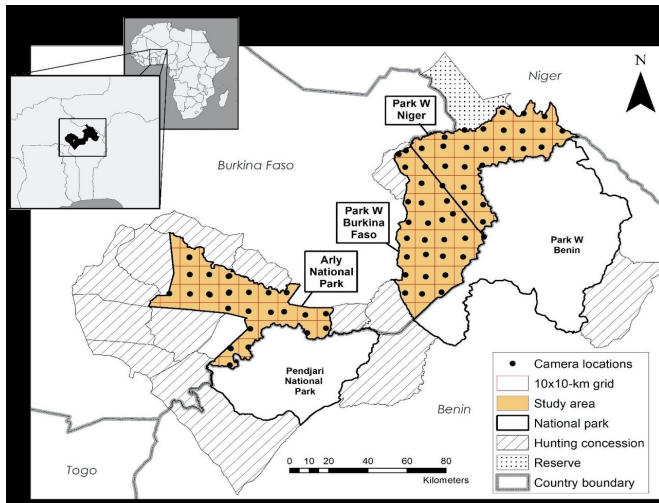 Niger
N
Park W
Niger
Burkina Faso
Park W
Burkina
Faso
Park W
Benin
Arly
National
Park
Pendjari
National
Park
Benin
Togo
Camera locations
10x10-km grid
Study area
National park
Hunting concession
Reserve
Country boundary
0 10 20 40 60 80
Kilometers